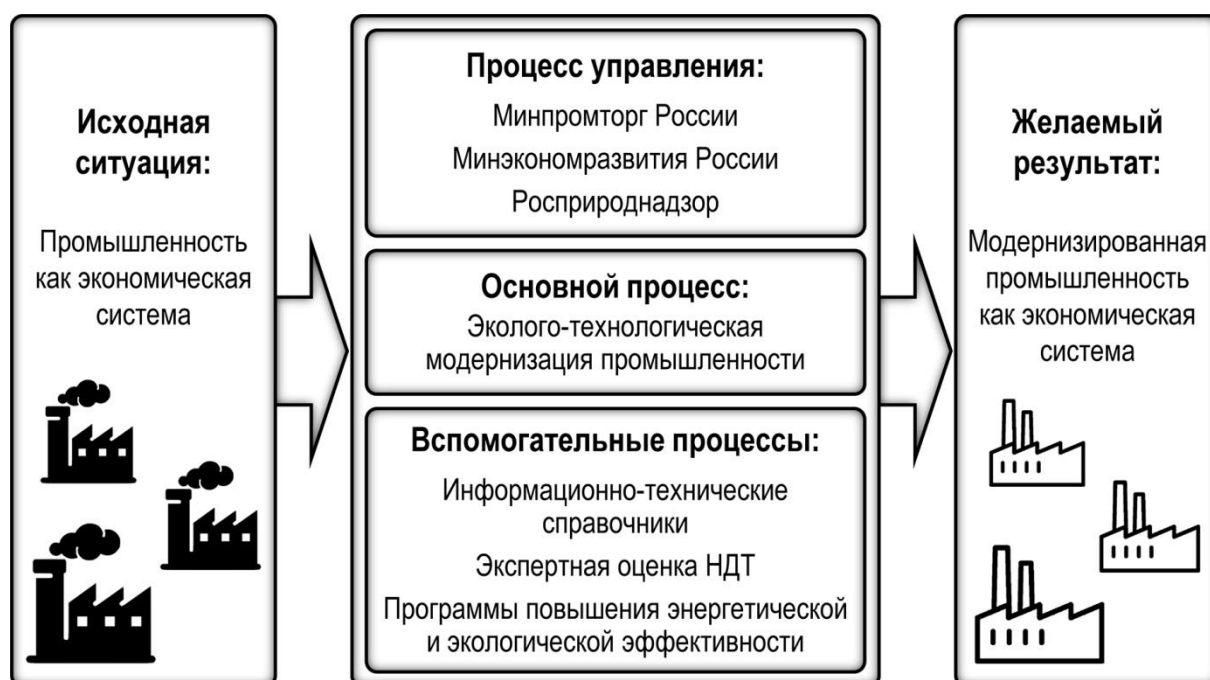 Исходная
ситуация:
Промышленность
как экономическая
система
Процесс управления:
Минпромторг России
Минэкономразвития России
Росприроднадзор
Основной процесс:
Эколого-технологическая
модернизация промышленности
Вспомогательные процессы:
Информационно-технические
справочники
Экспертная оценка НДТ
Программы повышения энергетической
и экологической эффективности
Желаемый
результат:
Модернизированная
промышленность
как экономическая
система